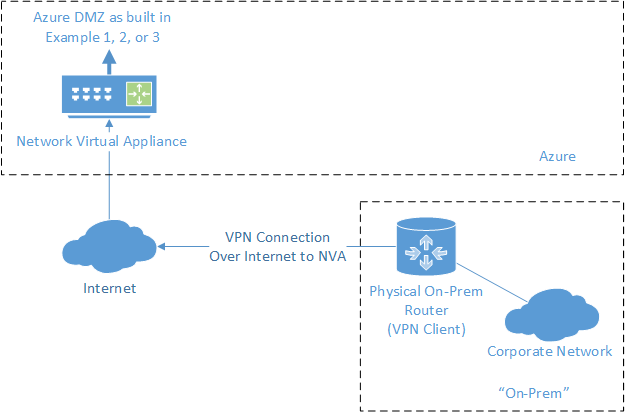 Azure DMZ as built in
Example 1, 2, or 3
Network Virtual Appliance
Azure
VPN Connection
Over Internet to NVA
Internet
Physical On-Prem
Router
(VPN Client)
Corporate Network
“On-Prem”